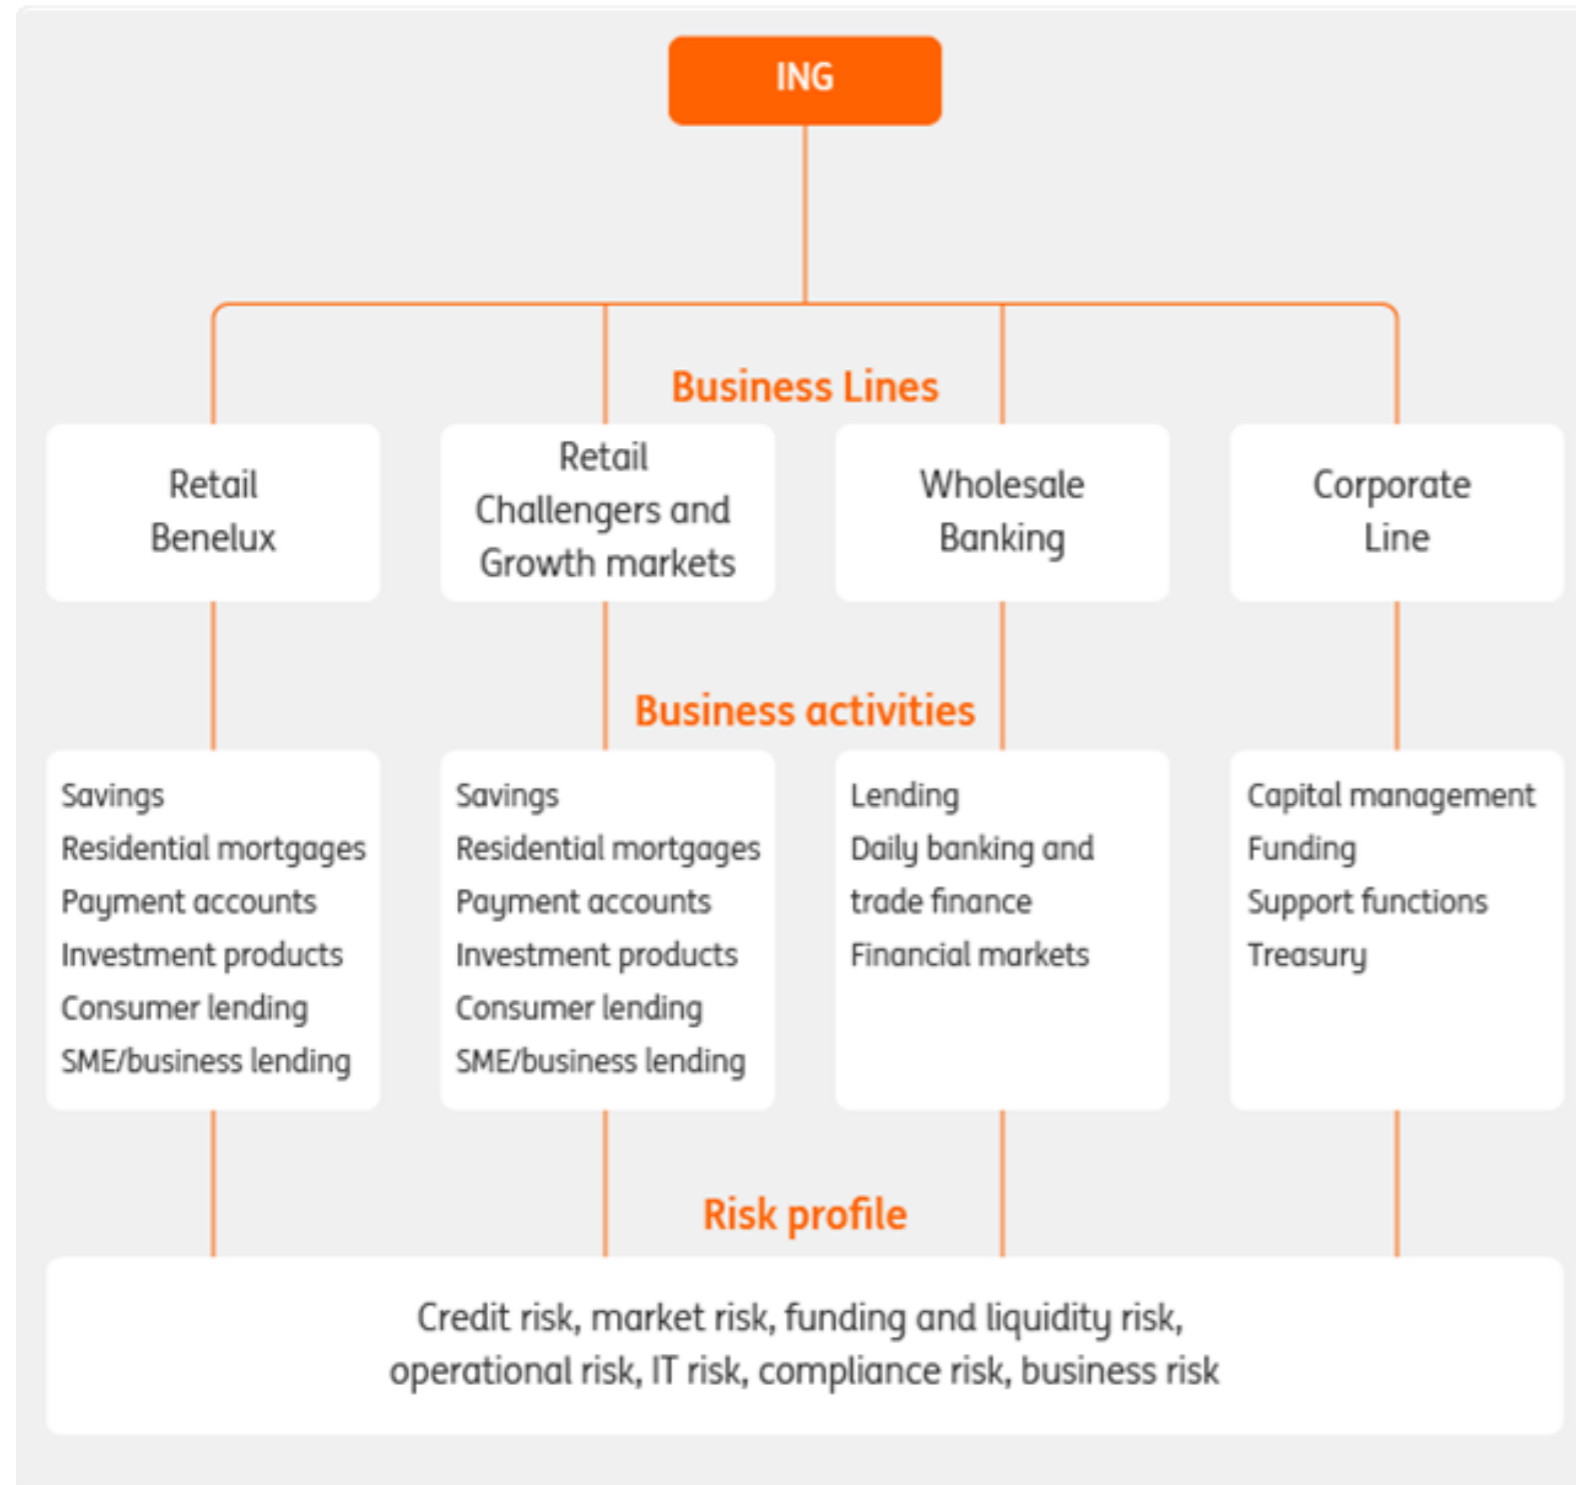 ING
Business Lines
Retail
Benelux
Retail
Challengers and
Growth markets
Wholesale
Banking
Corporate
Line
Business activities
Savings
Residential mortgages
Payment accounts
Investment products
Consumer lending
SME/business lending
Savings
Residential mortgages
Payment accounts
Investment products
Consumer lending
SME/business lending
Lending
Daily banking and
trade finance
Financial markets
Capital management
Funding
Support functions
Treasury
Risk profile
Credit risk, market risk, funding and liquidity risk,
operational risk, IT risk, compliance risk, business risk